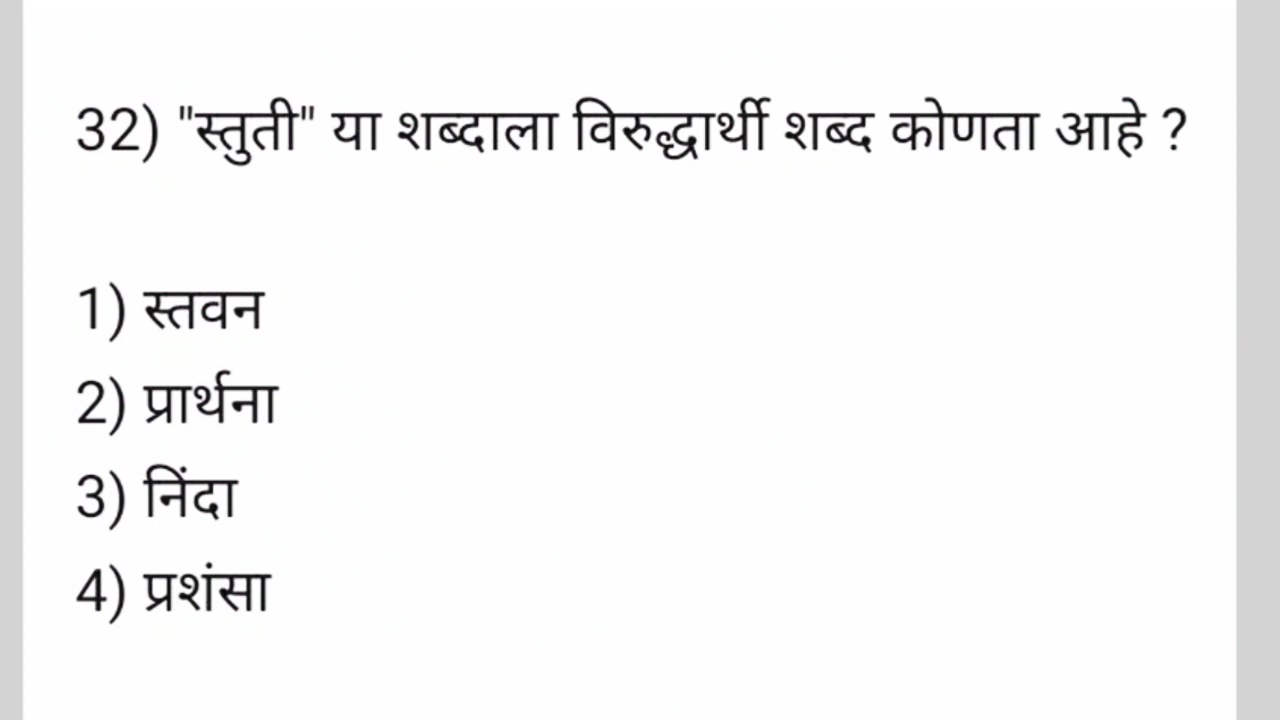 32) "स्तुती" या शब्दाला विरुद्धार्थी शब्द कोणता आहे ?
1) स्तवन
2) प्रार्थना
3) निंदा
4) प्रशंसा